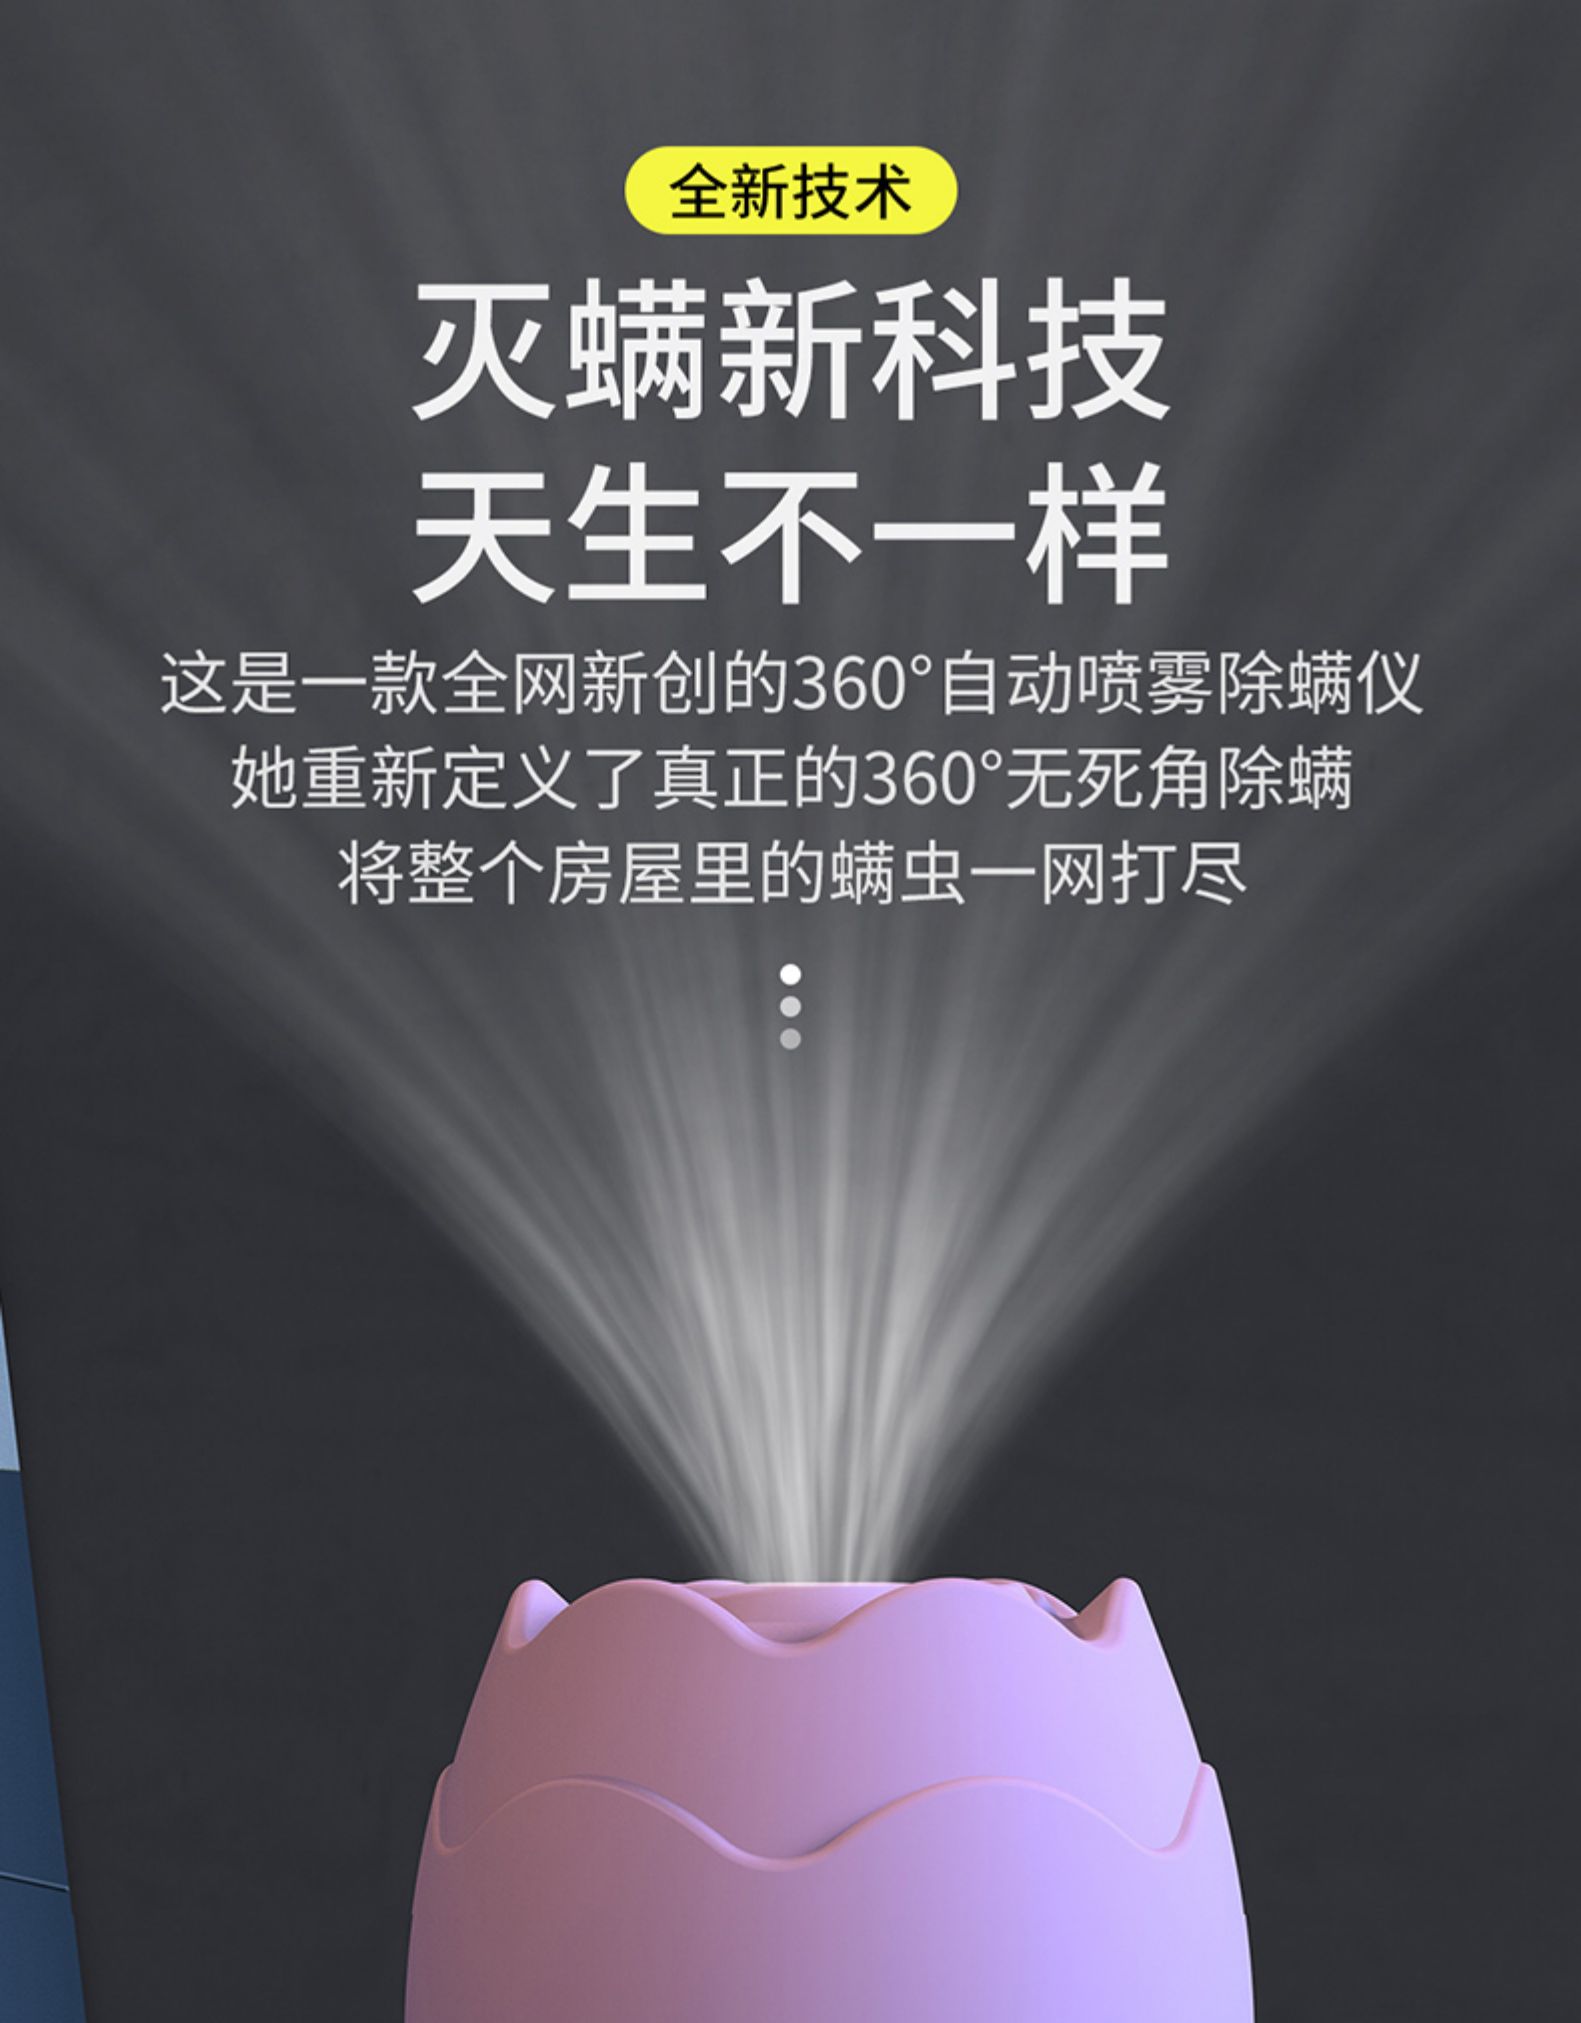 全新技术
灭螨新科技
天生不一样
这是一款全网新创的360°自动喷雾除螨仪
她重新定义了真正的360°无死角除螨
将整个房屋里的螨虫一网打尽